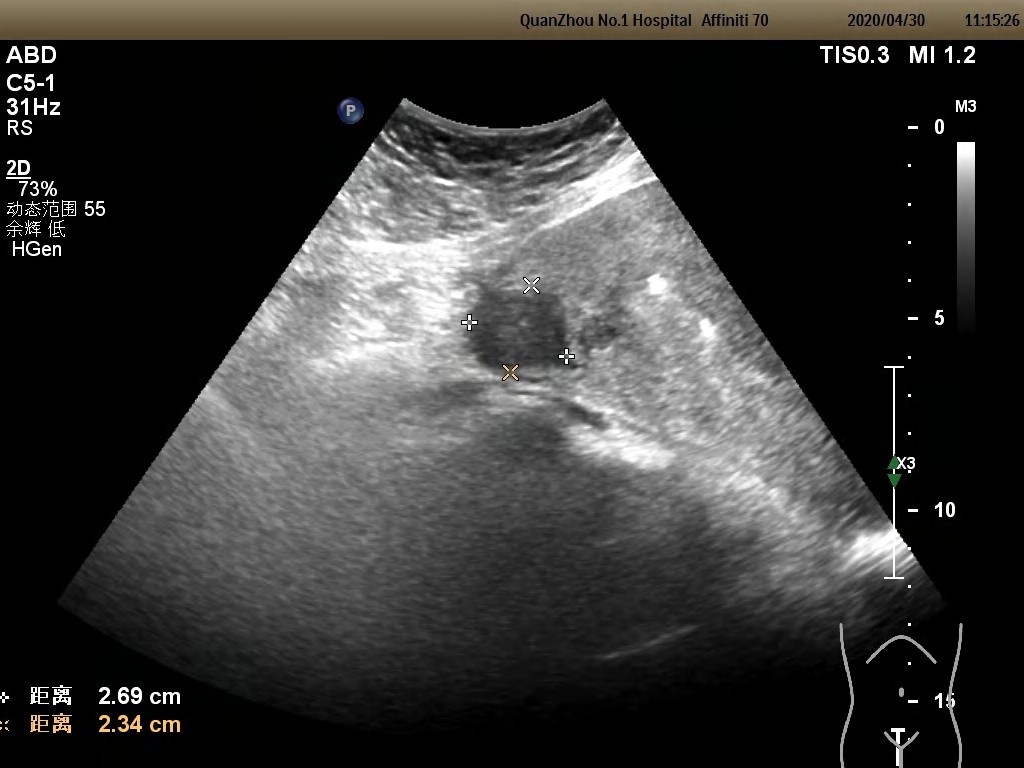 QuanZhou No.1 Hospital Affiniti 70 2020/04/30 11:15:26
ABD
TIS0.3 MI 1.2
C5-1
31Hz
RS
P
M3
2D
73%
动态范围 55
余辉 低
HGen
0
5
X3
10
15
距离 2.69 cm
距离 2.34 cm